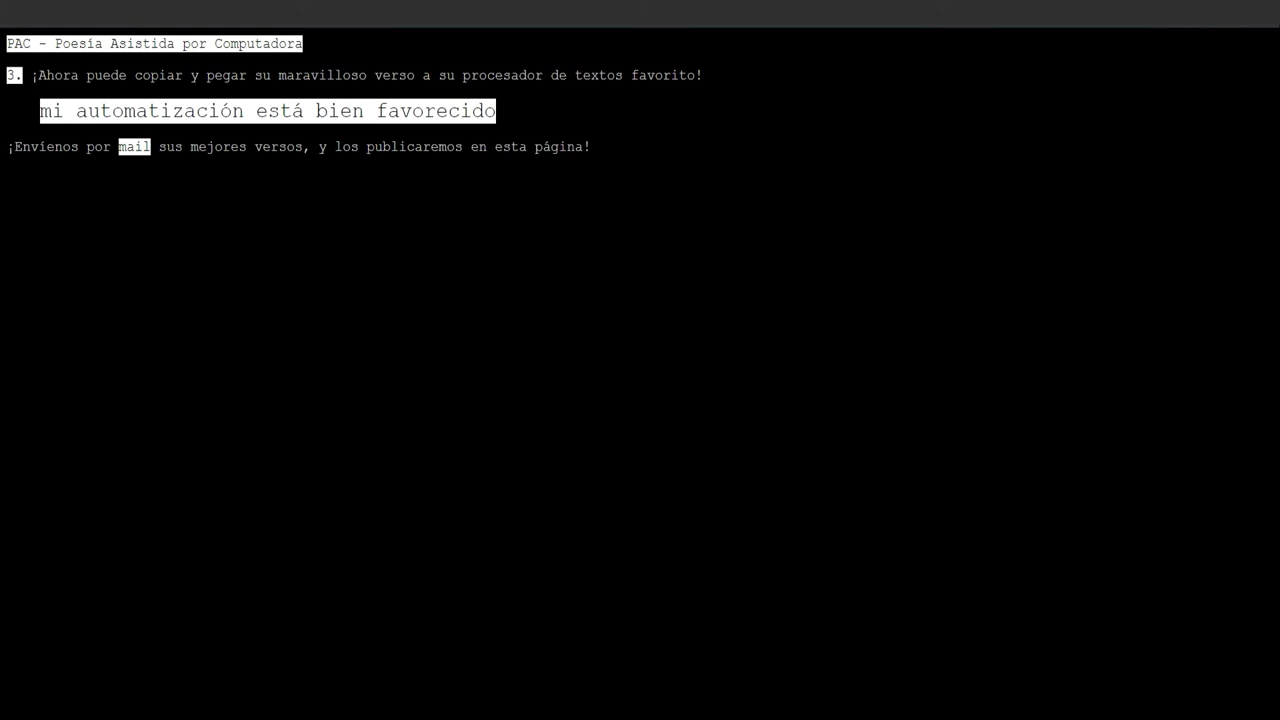 PAC - Poesía Asistida por Computadora
3. ¡Ahora puede copiar y pegar su maravilloso verso a su procesador de textos favorito!
mi automatización está bien favorecido
¡Envíenos por mail sus mejores versos, y los publicaremos en esta página!